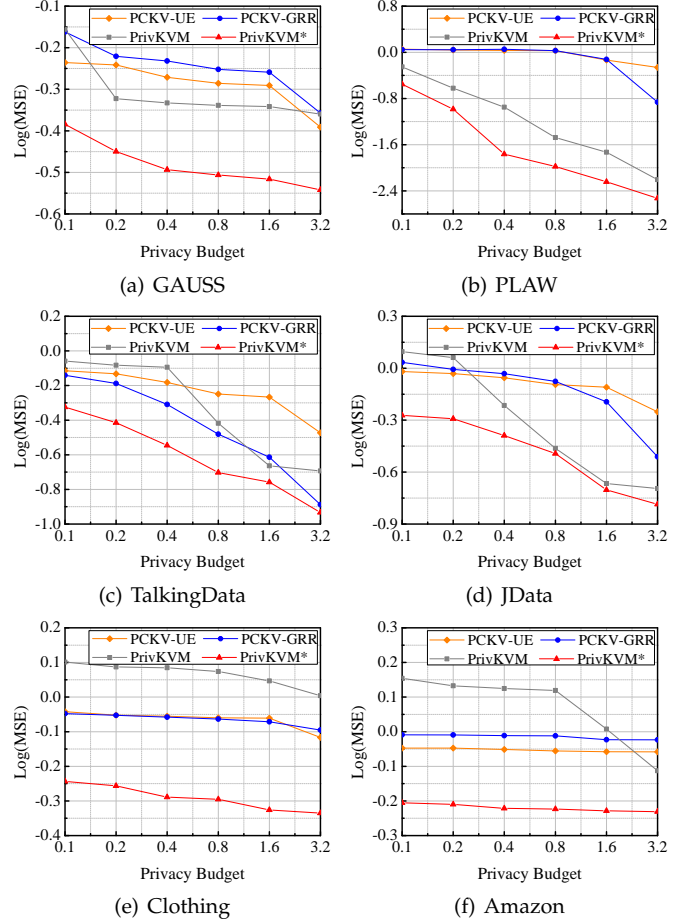 -0.1
-0.2
-0.3
-0.4
-0.5
-0.6
Log(MSE)
PCKV-UE PCKV-GRR
PrivKVM PrivKVM*
0.1 0.2 0.4 0.8 1.6 3.2
Privacy Budget
(a) GAUSS
0.8
0.0
-0.8
-1.6
-2.4
Log(MSE)
PCKV-UE PCKV-GRR
PrivKVM PrivKVM*
0.1 0.2 0.4 0.8 1.6 3.2
Privacy Budget
(b) PLAW
0.2
0.0
-0.2
-0.4
-0.6
-0.8
-1.0
Log(MSE)
PCKV-UE PCKV-GRR
PrivKVM PrivKVM*
0.1 0.2 0.4 0.8 1.6 3.2
Privacy Budget
(c) TalkingData
0.3
0.0
-0.3
-0.6
-0.9
Log(MSE)
PCKV-UE PCKV-GRR
PrivKVM PrivKVM*
0.1 0.2 0.4 0.8 1.6 3.2
Privacy Budget
(d) JData
0.2
0.1
0.0
-0.1
-0.2
-0.3
-0.4
Log(MSE)
PCKV-UE PCKV-GRR
PrivKVM PrivKVM*
0.1 0.2 0.4 0.8 1.6 3.2
Privacy Budget
(e) Clothing
0.3
0.2
0.1
0.0
-0.1
-0.2
-0.3
Log(MSE)
PCKV-UE PCKV-GRR
PrivKVM PrivKVM*
0.1 0.2 0.4 0.8 1.6 3.2
Privacy Budget
(f) Amazon